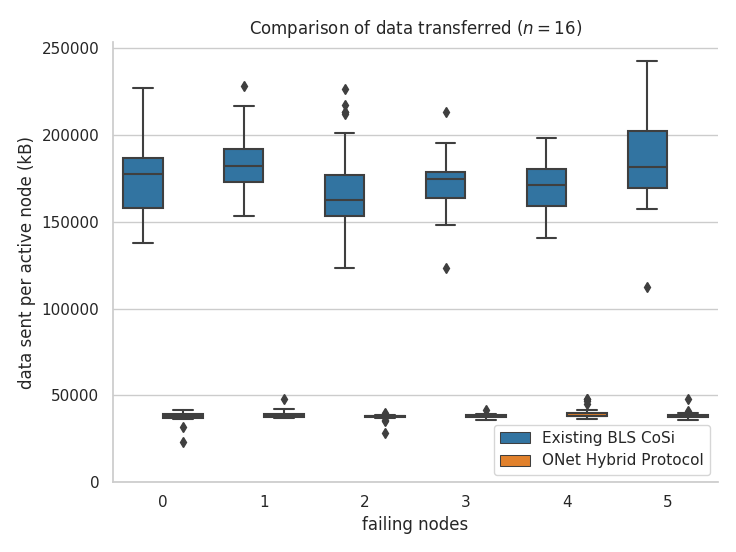 Comparison of data transferred (n = 16)
250000
200000
150000
100000
50000
0
data sent per active node (kB)
0 1 2 3 4 5
failing nodes
Existing BLS CoSi
ONet Hybrid Protocol